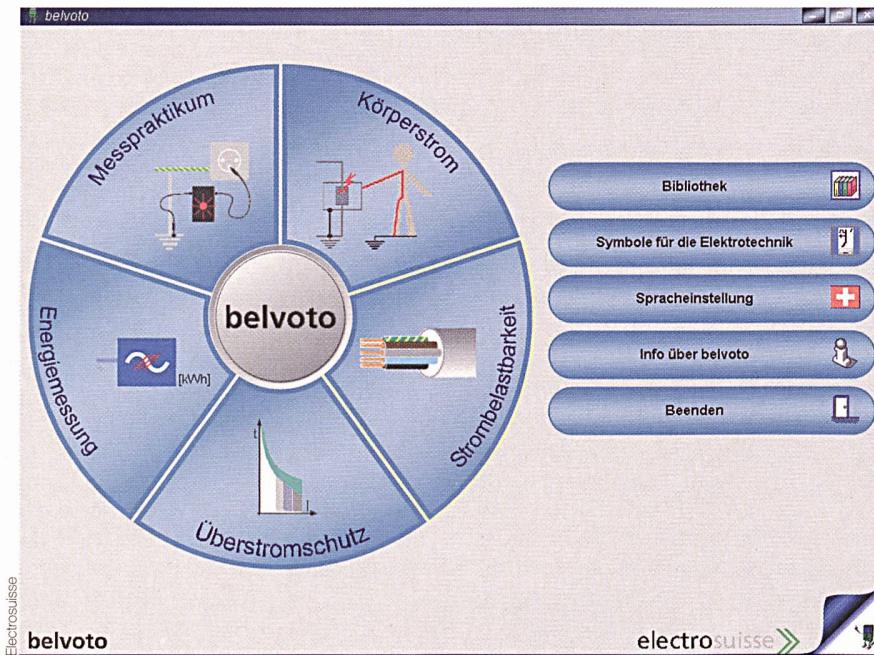 belvoto
Messpraktikum
Körperstrom
Energiemessung
[kWh]
belvoto
Strombelastbarkeit
t
I
Überstromschutz
Bibliothek
Symbole für die Elektrotechnik
Spracheinstellung
Info über belvoto
Beenden
Electrosuisse
belvoto
electrosuisse